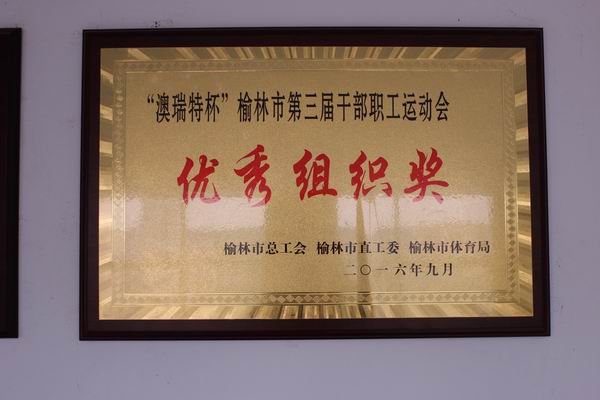 “澳瑞特杯”榆林市第三届干部职工运动会
优秀组织奖
榆林市总工会 榆林市直工委 榆林市体育局
二〇一六年九月